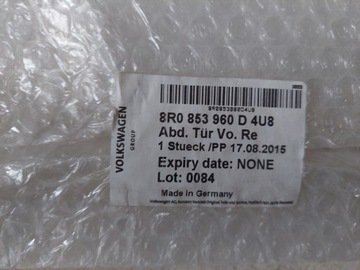 8R0853960D4U8
8R0 853 960 D 4U8
Abd. Tür Vo. Re
1 Stueck /PP 17.08.2015
Expiry date: NONE
Lot: 0084
Made in Germany
VOLKSWAGEN
GROUP